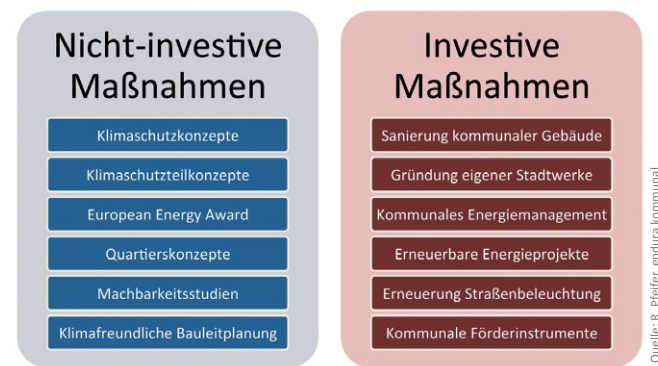 Nicht-investive
Maßnahmen
Klimaschutzkonzepte
Klimaschutzteilkonzepte
European Energy Award
Quartierskonzepte
Machbarkeitsstudien
Klimafreundliche Bauleitplanung
Investive
Maßnahmen
Sanierung kommunaler Gebäude
Gründung eigener Stadtwerke
Kommunales Energiemanagement
Erneuerbare Energieprojekte
Erneuerung Straßenbeleuchtung
Kommunale Förderinstrumente
Quelle: R. Pfeifer, endura kommunal